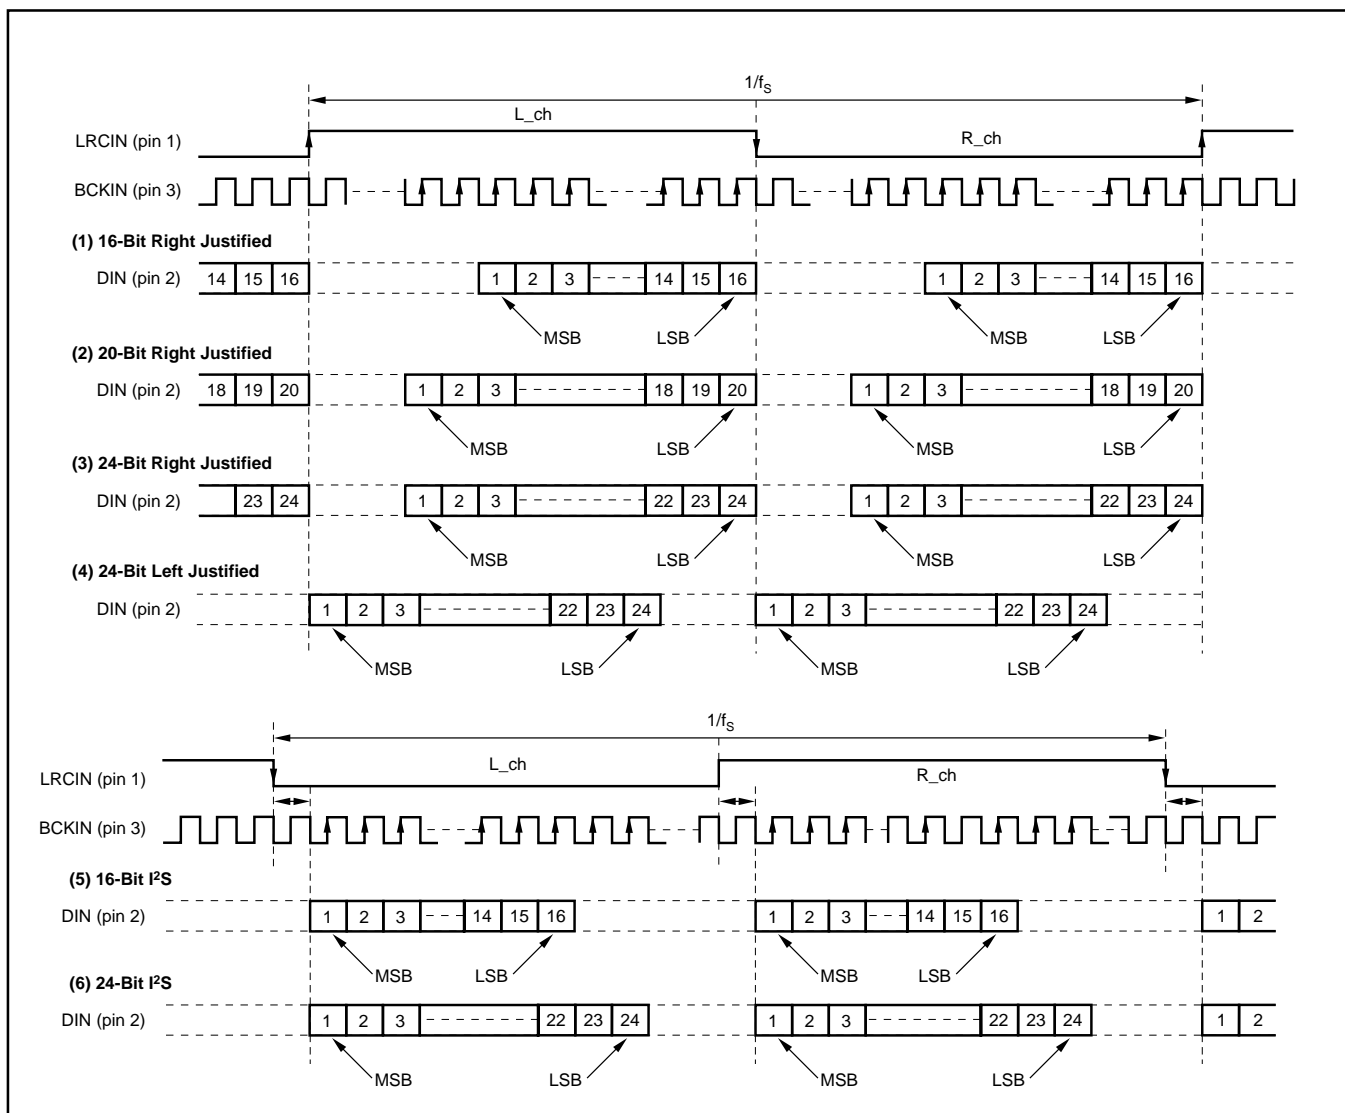 1/fS
L_ch
LRCIN (pin 1)
R_ch
BCKIN (pin 3)
(1) 16-Bit Right Justified
DIN (pin 2) 14 15 16 1 2 3 14 15 16 1 2 3 14 15 16
MSB LSB MSB LSB
(2) 20-Bit Right Justified
DIN (pin 2) 18 19 20 1 2 3 18 19 20 1 2 3 18 19 20
MSB LSB MSB LSB
(3) 24-Bit Right Justified
DIN (pin 2) 23 24 1 2 3 22 23 24 1 2 3 22 23 24
MSB LSB MSB LSB
(4) 24-Bit Left Justified
DIN (pin 2) 1 2 3 22 23 24 1 2 3 22 23 24
MSB LSB MSB LSB
1/fS
L_ch
LRCIN (pin 1)
R_ch
BCKIN (pin 3)
(5) 16-Bit I²S
DIN (pin 2) 1 2 3 14 15 16 1 2 3 14 15 16 1 2
MSB LSB MSB LSB
(6) 24-Bit I²S
DIN (pin 2) 1 2 3 22 23 24 1 2 3 22 23 24 1 2
MSB LSB MSB LSB